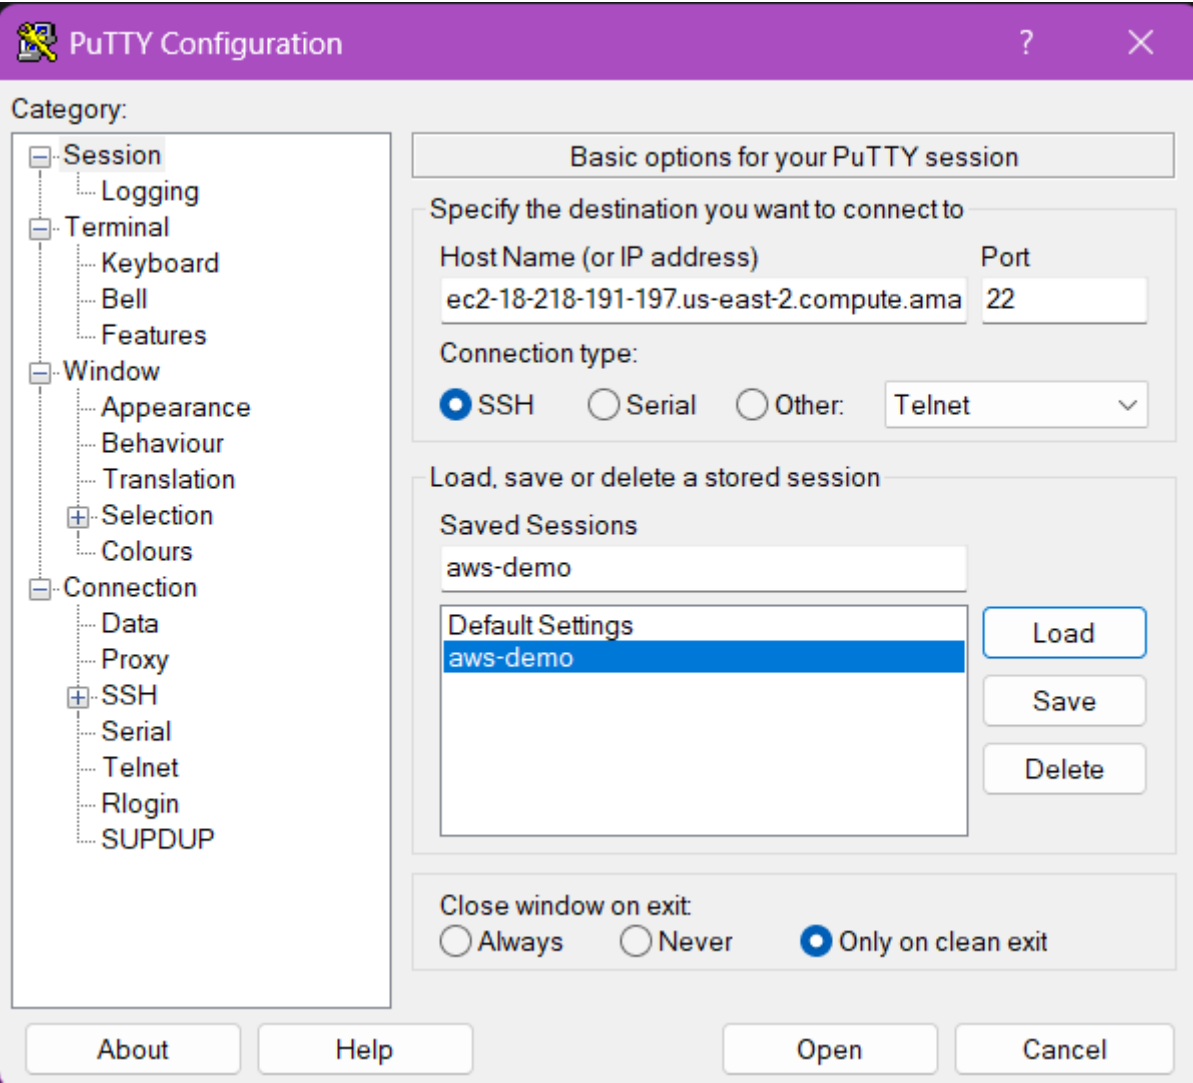 PuTTY Configuration
?
Category:
Session
Logging
Terminal
Keyboard
Bell
Features
Window
Appearance
Behaviour
Translation
Selection
Colours
Connection
Data
Proxy
SSH
Serial
Telnet
Rlogin
SUPDUP
Basic options for your PuTTY session
Specify the destination you want to connect to
Host Name (or IP address) Port
ec2-18-218-191-197.us-east-2.compute.ama 22
Connection type:
SSH Serial Other: Telnet
Load, save or delete a stored session
Saved Sessions
aws-demo
Default Settings
aws-demo
Load
Save
Delete
Close window on exit:
Always Never Only on clean exit
About Help Open Cancel